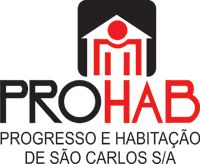 PROHAB
PROGRESSO E HABITAÇÃO
DE SÃO CARLOS S/A